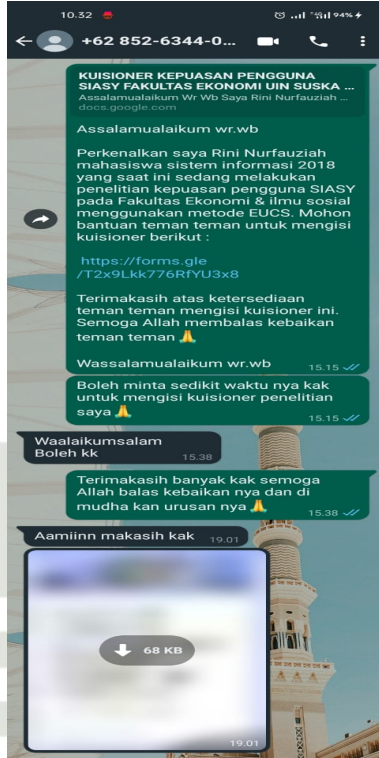 10.32
94%
+62 852-6344-0...
KUISIONER KEPUASAN PENGGUNA
SIASY FAKULTAS EKONOMI UIN SUSKA ...
Assalamualaikum Wr Wb Saya Rini Nurfauziah ...
docs.google.com
Assalamualaikum wr.wb
Perkenalkan saya Rini Nurfauziah
mahasiswa sistem informasi 2018
yang saat ini sedang melakukan
penelitian kepuasan pengguna SIASY
pada Fakultas Ekonomi & ilmu sosial
menggunakan metode EUCS. Mohon
bantuan teman teman untuk mengisi
kuisioner berikut :
https://forms.gle
/T2x9Lkk776RfYU3x8
Terimakasih atas ketersediaan
teman teman mengisi kuisioner ini.
Semoga Allah membalas kebaikan
teman teman 🙏
Wassalamualaikum wr.wb
15.15
Boleh minta sedikit waktu nya kak
untuk mengisi kuisioner penelitian
saya 🙏
15.15
Waalaikumsalam
Boleh kk
15.38
Terimakasih banyak kak semoga
Allah balas kebaikan nya dan di
mudha kan urusan nya 🙏
15.38
Aamiinn makasih kak
19.01
68 KB
19.01